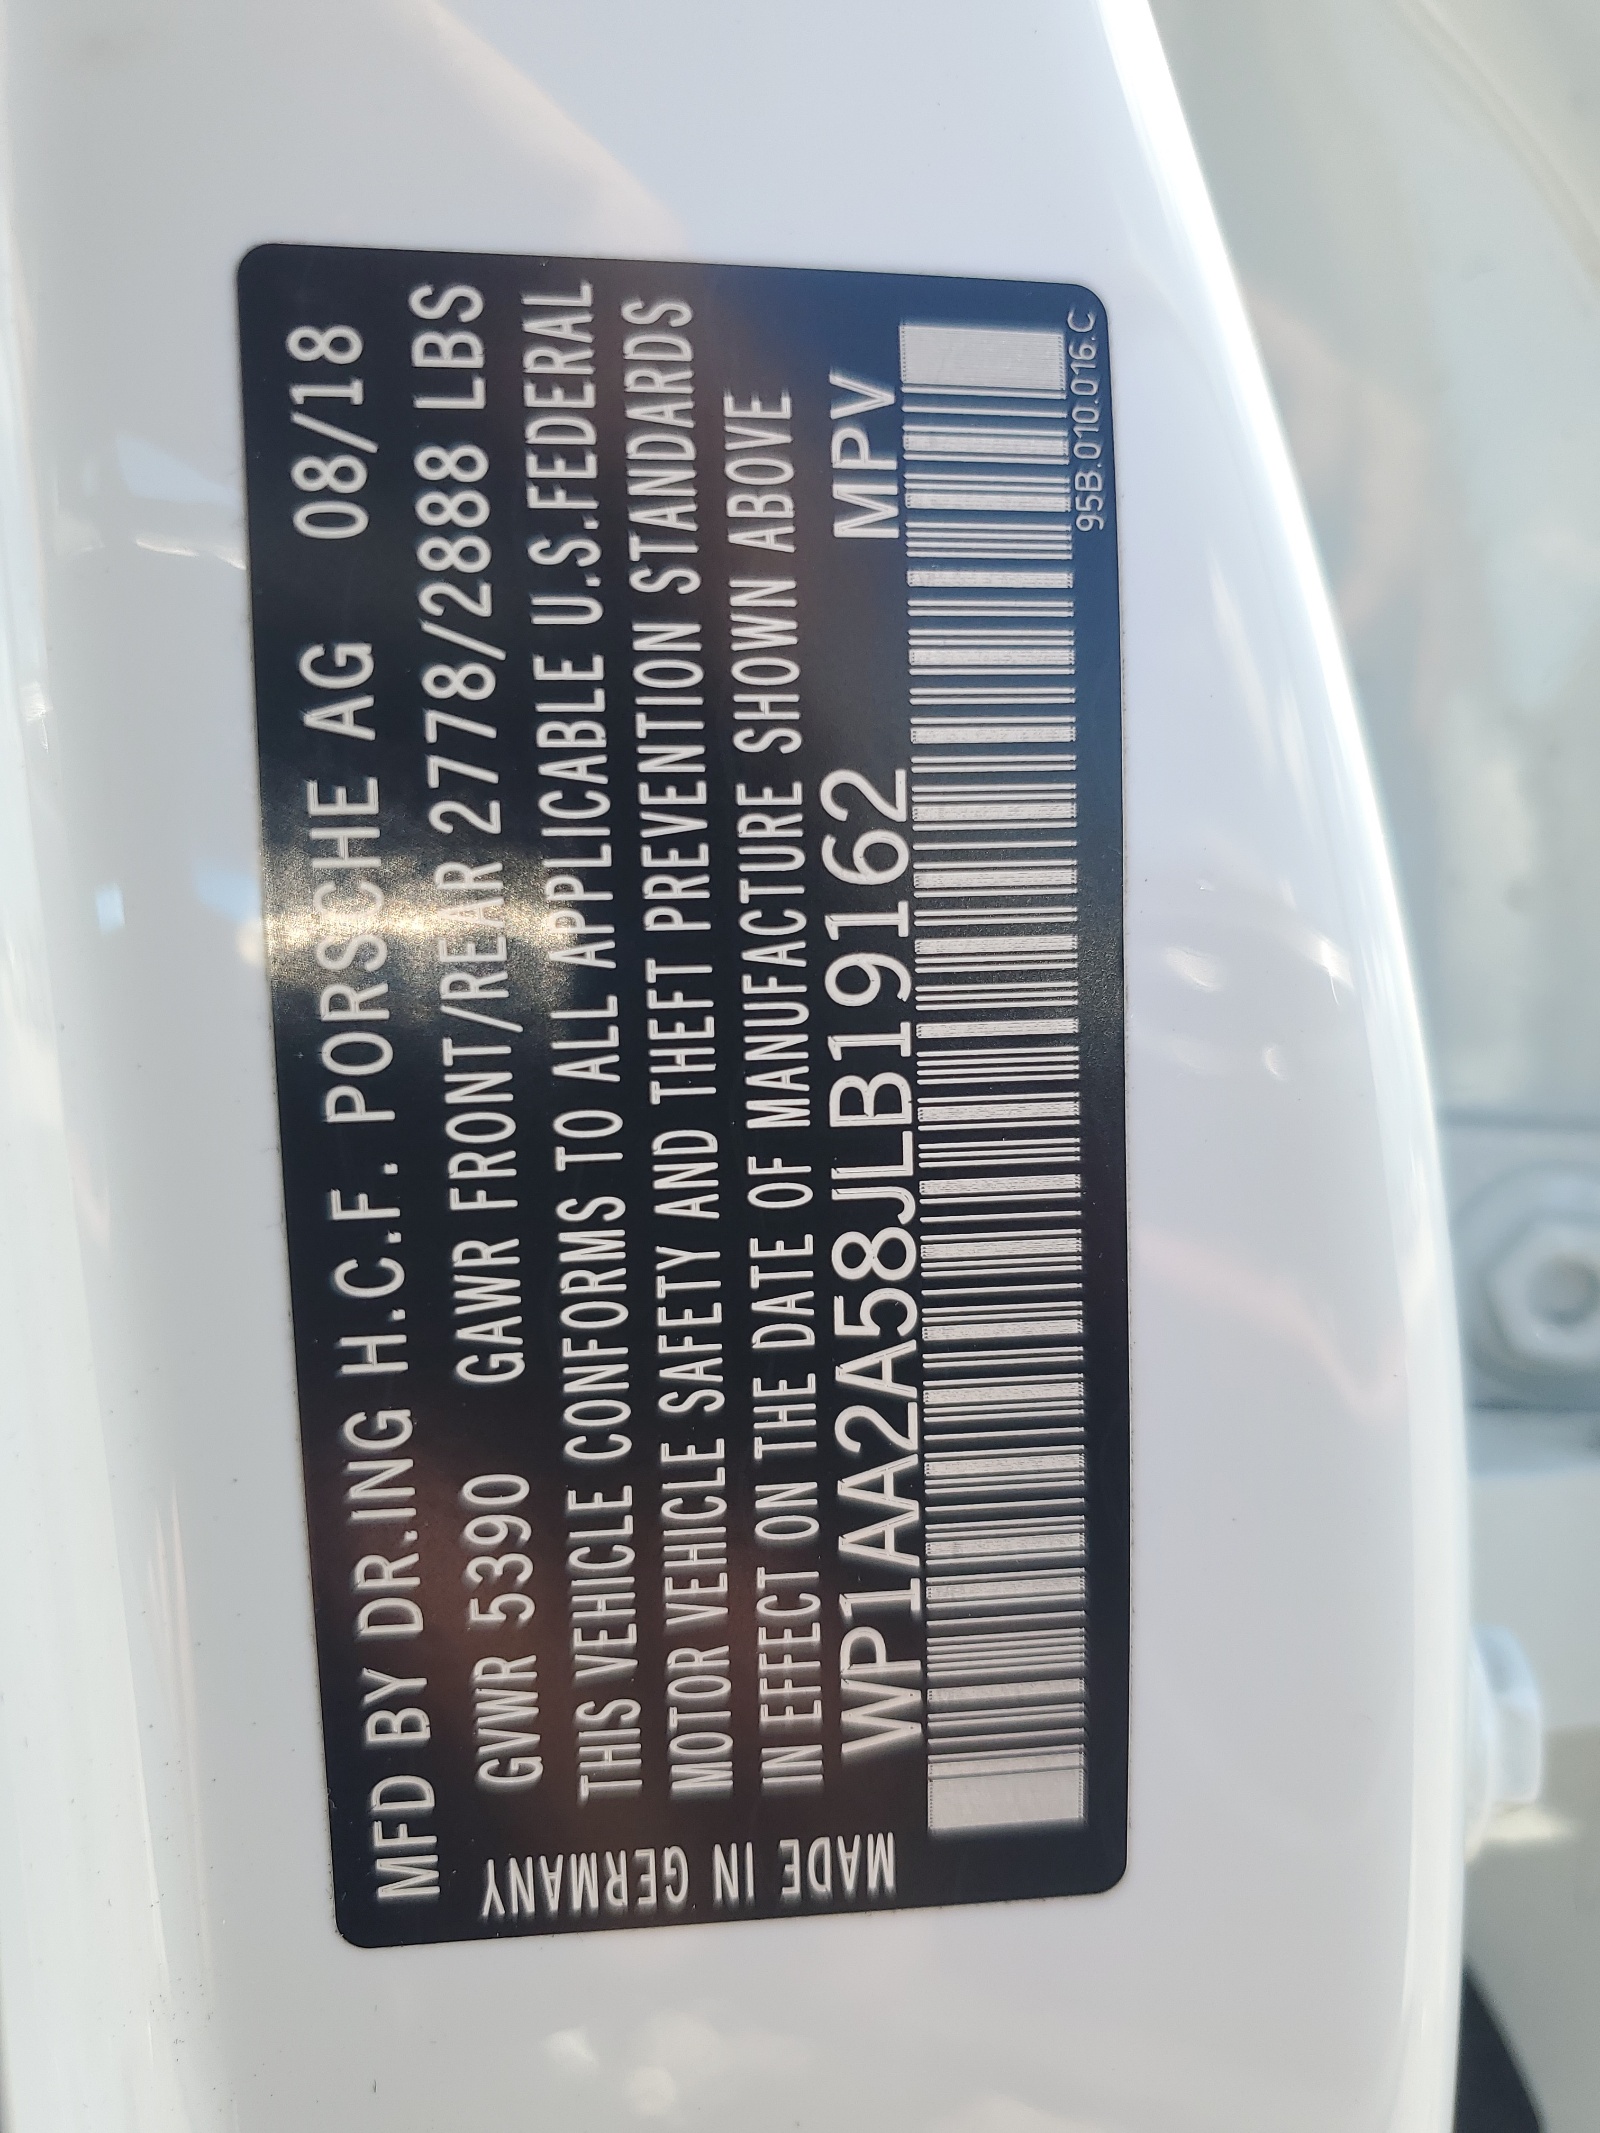 MFD BY DR.ING H.C.F. PORSCHE AG 08/18
GVWR 5390 GAWR FRONT/REAR 2778/2888 LBS
THIS VEHICLE CONFORMS TO ALL APPLICABLE U.S.FEDERAL
MOTOR VEHICLE SAFETY AND THEFT PREVENTION STANDARDS
IN EFFECT ON THE DATE OF MANUFACTURE SHOWN ABOVE
WP1AA2A58JLB19162 MPV
95B.010.016.C
MADE IN GERMANY